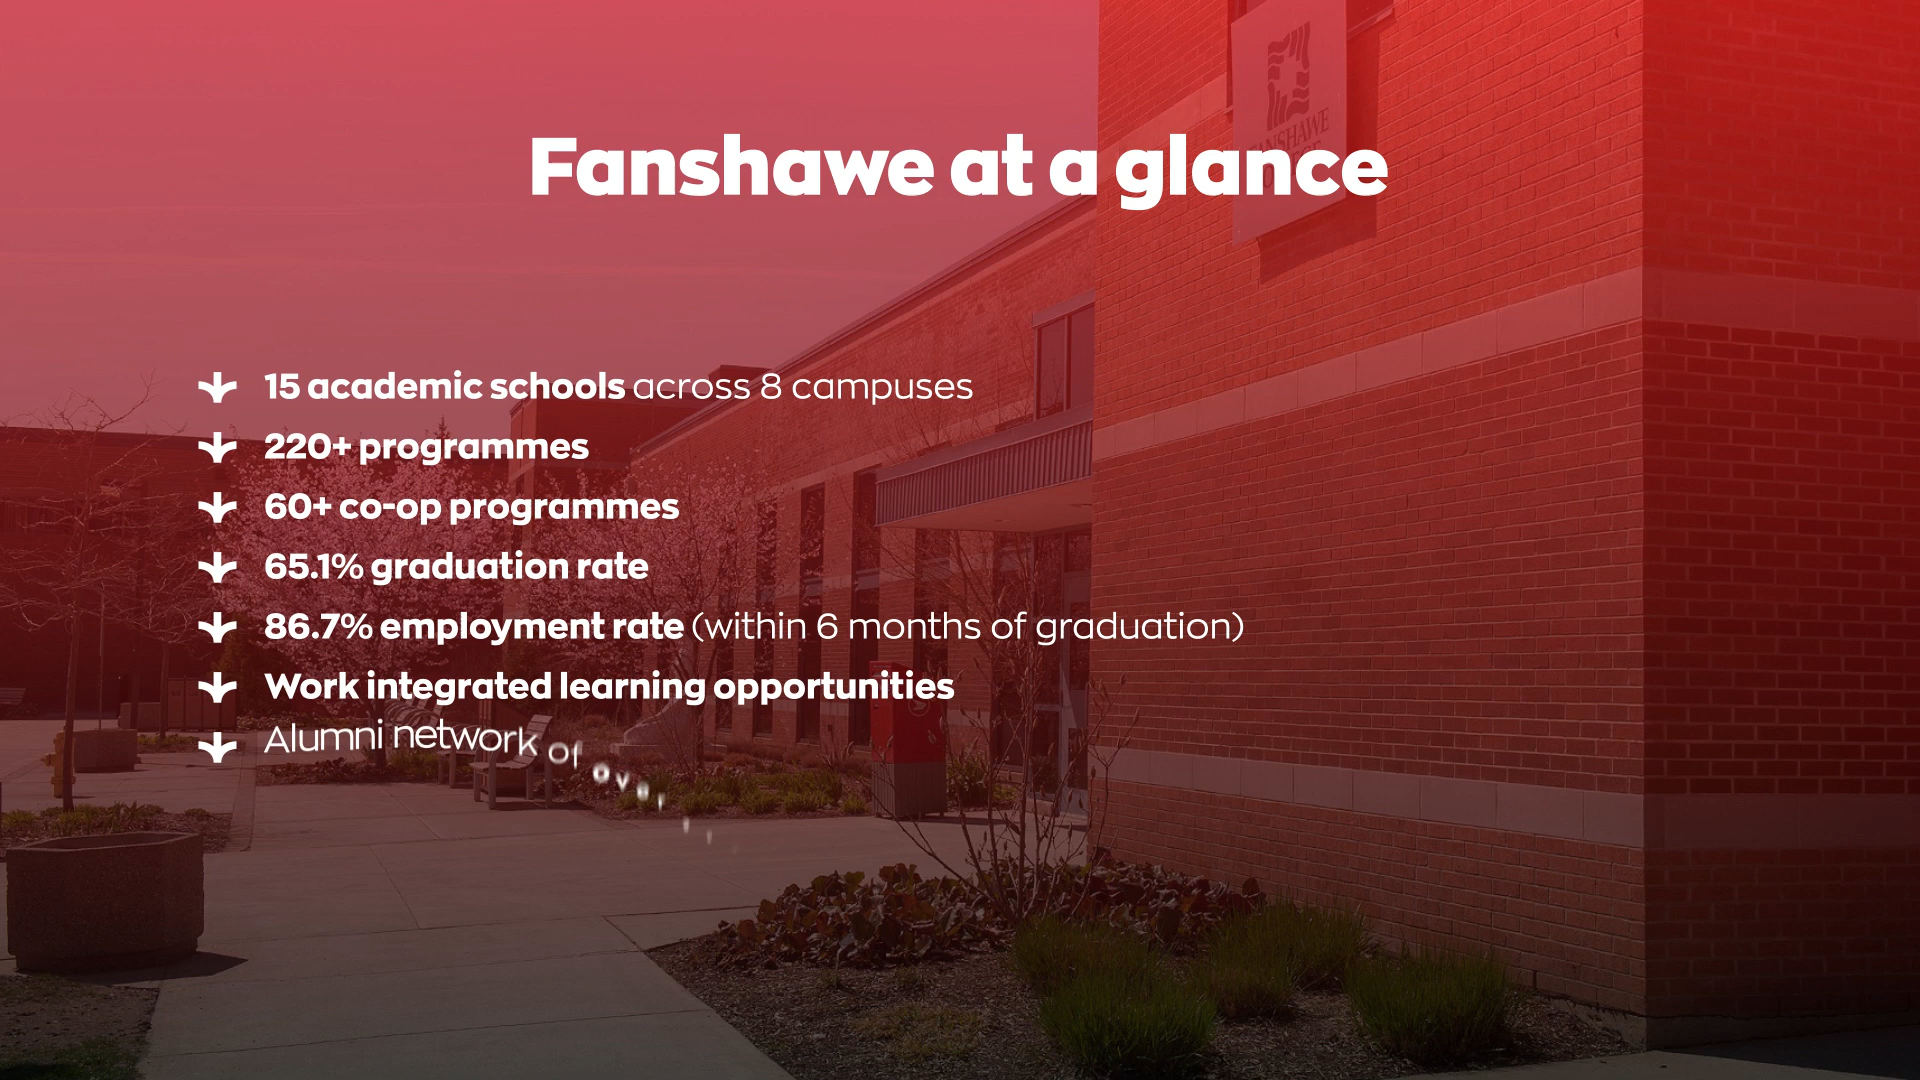 Fanshawe at a glance
FANSHAWE
15 academic schools across 8 campuses
220+ programmes
60+ co-op programmes
65.1% graduation rate
86.7% employment rate (within 6 months of graduation)
Work integrated learning opportunities
Alumni network of